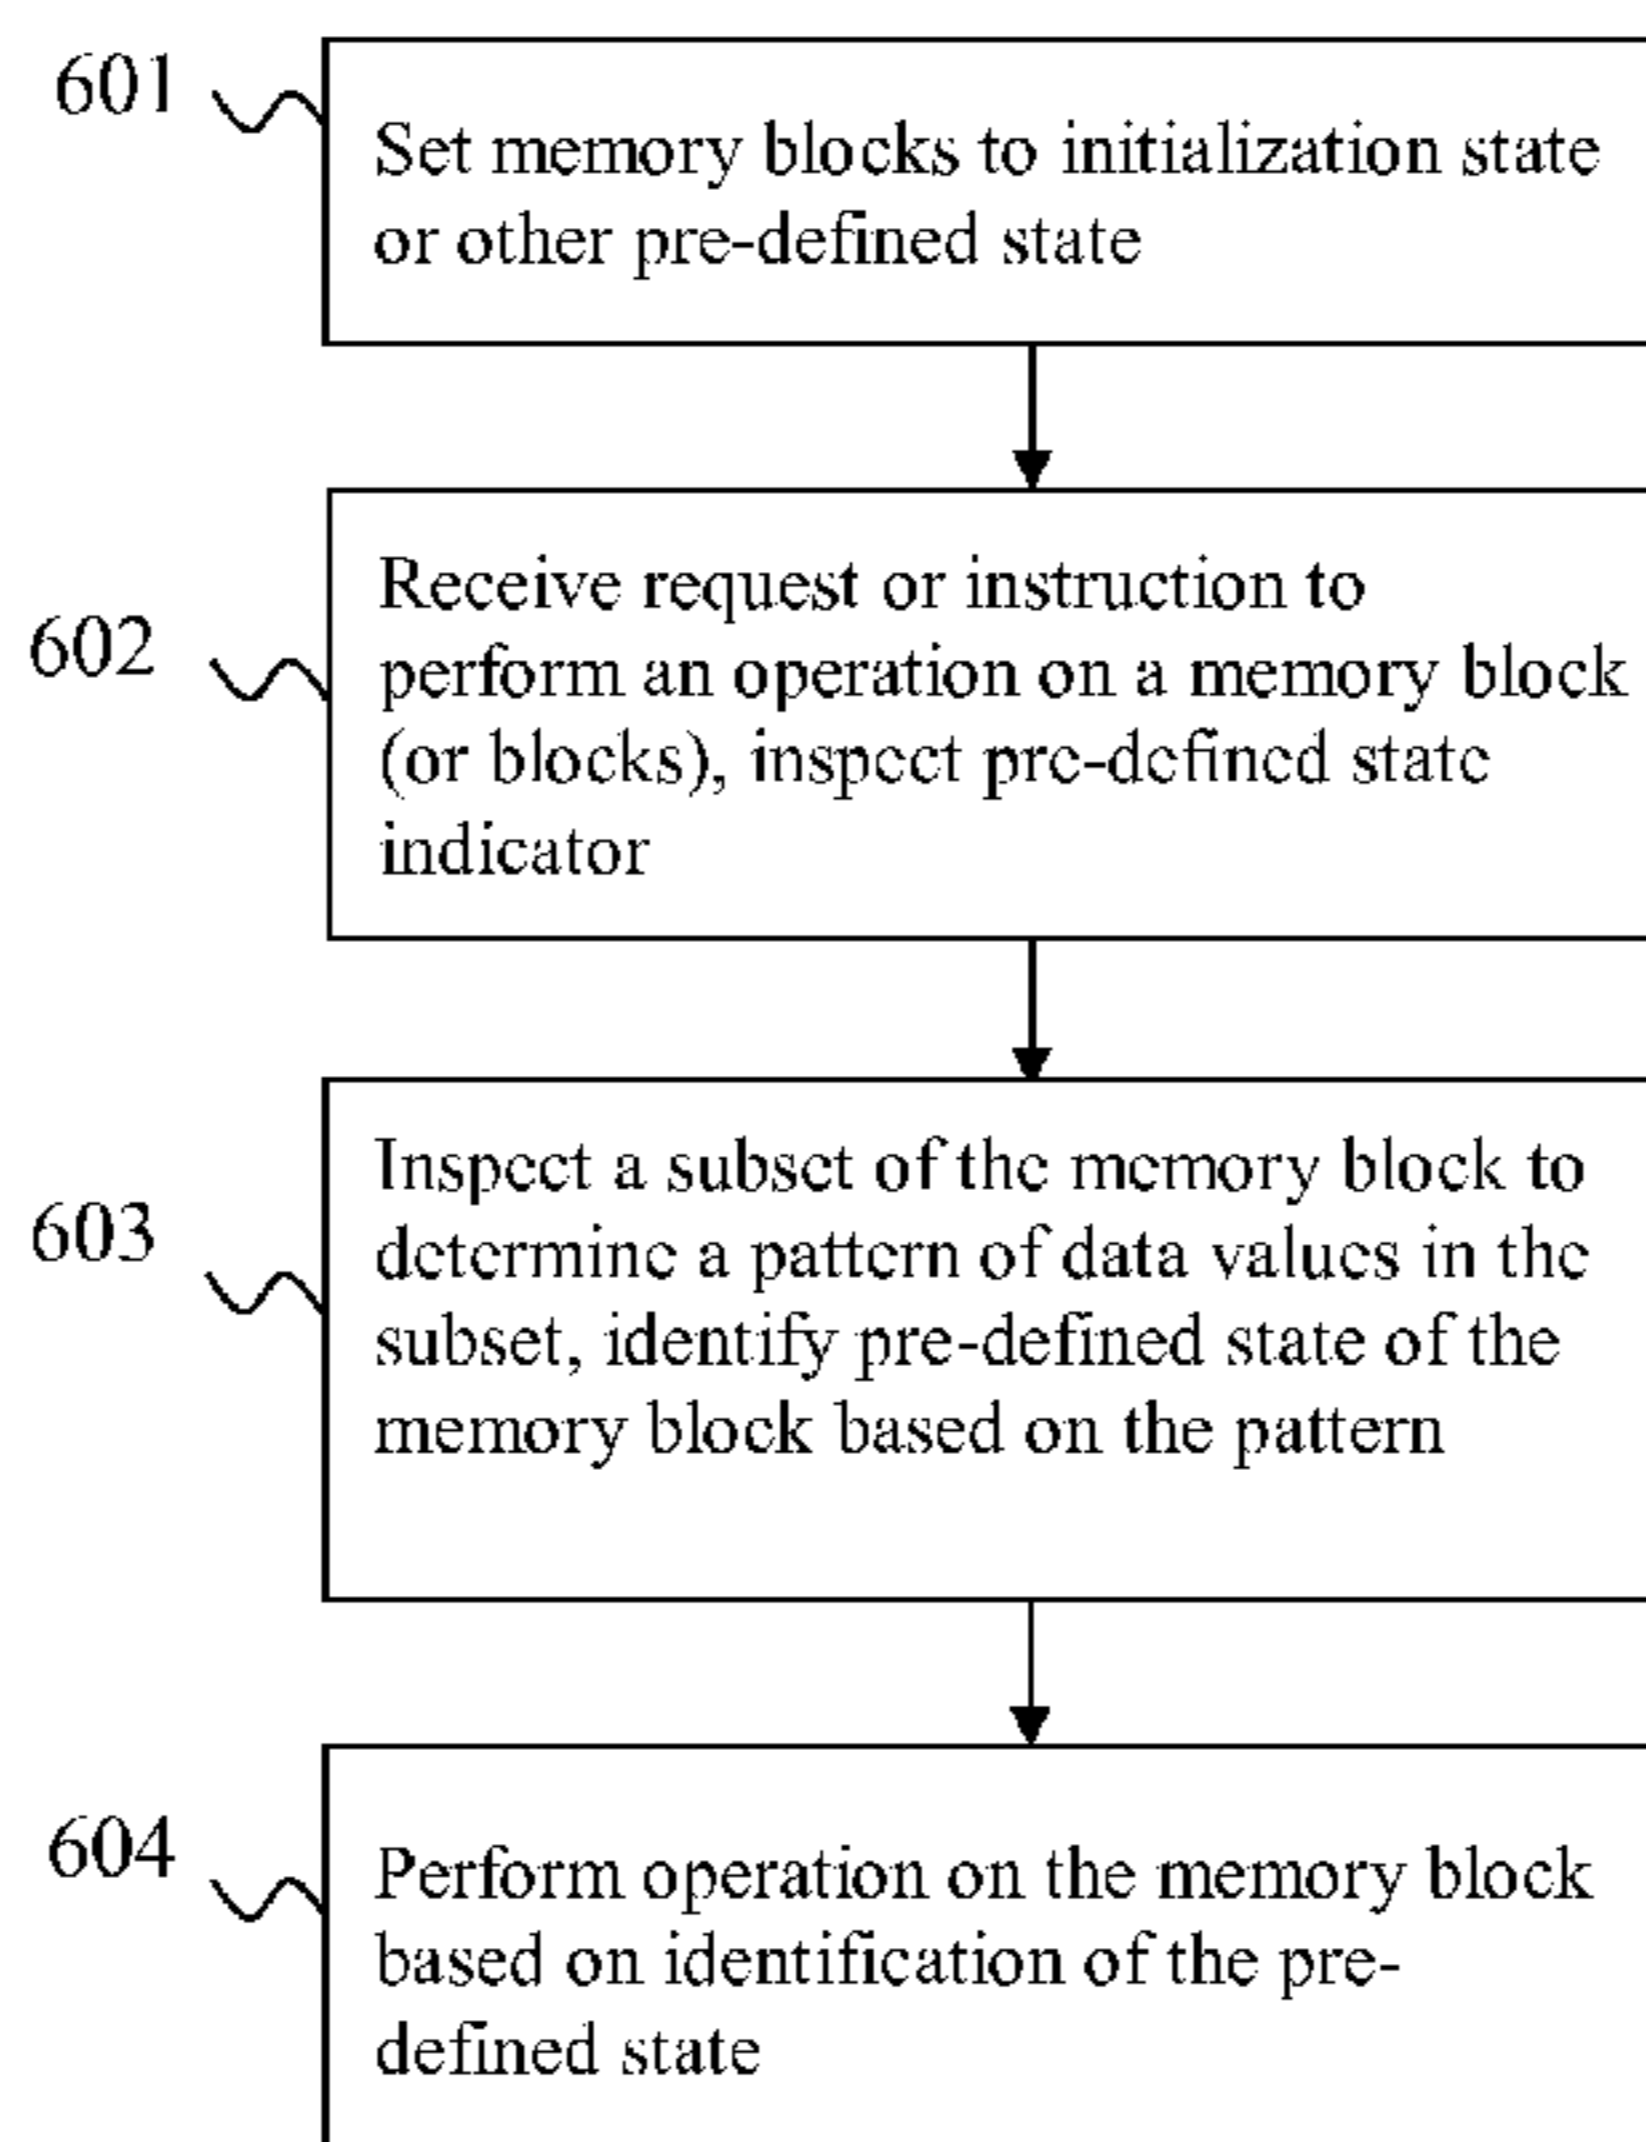 601
Set memory blocks to initialization state
or other pre-defined state
602
Receive request or instruction to
perform an operation on a memory block
(or blocks), inspect pre-defined state
indicator
603
Inspect a subset of the memory block to
determine a pattern of data values in the
subset, identify pre-defined state of the
memory block based on the pattern
604
Perform operation on the memory block
based on identification of the pre-
defined state